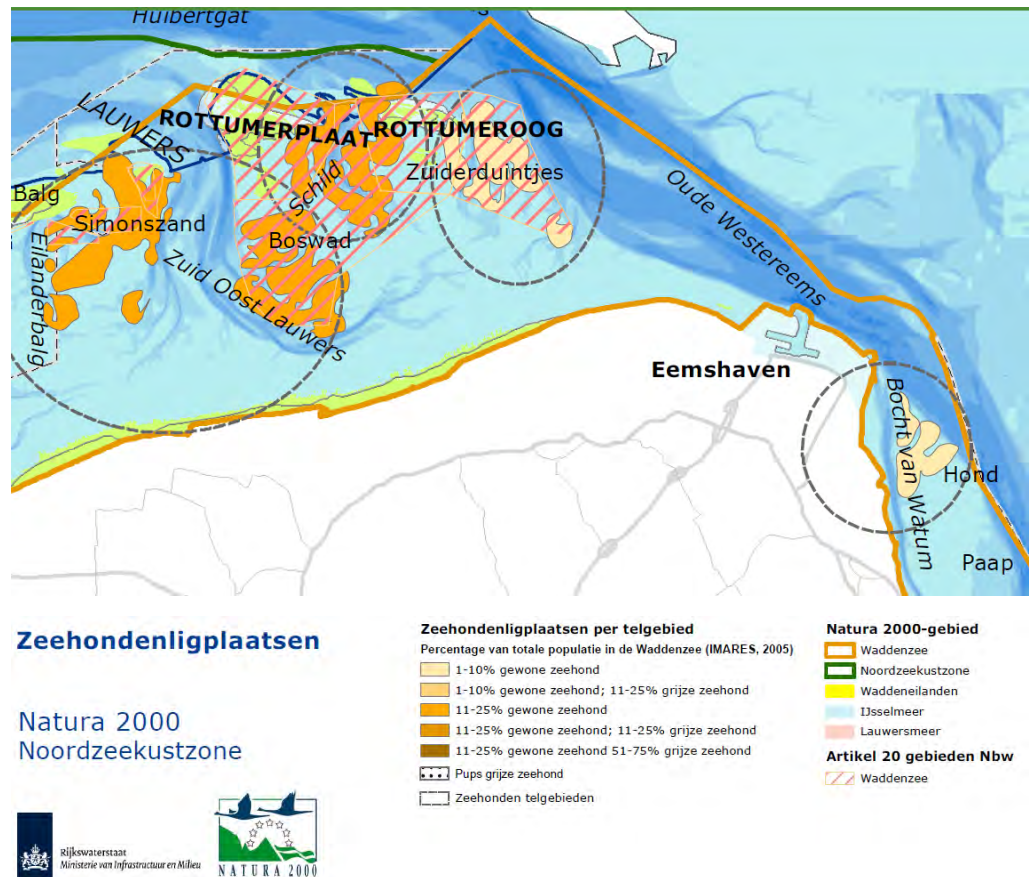 Huibertgat
LAUWERS
ROTTUMERPLAAT
ROTTUMEROOG
Schild
Zuiderduintjes
Balg
Simonszand
Boswad
Eilanderbalg
Zuid Oost Lauwers
Oude Westereems
Eemshaven
Bocht van Watum
Hond
Paap
Zeehondenligplaatsen
Natura 2000
Noordzeekustzone
Rijkswaterstaat
Ministerie van Infrastructuur en Milieu
NATURA 2000
Zeehondenligplaatsen per telgebied
Percentage van totale populatie in de Waddenzee (IMARES, 2005)
1-10% gewone zeehond
1-10% gewone zeehond; 11-25% grijze zeehond
11-25% gewone zeehond
11-25% gewone zeehond; 11-25% grijze zeehond
11-25% gewone zeehond 51-75% grijze zeehond
Pups grijze zeehond
Zeehonden telgebieden
Natura 2000-gebied
Waddenzee
Noordzeekustzone
Waddeneilanden
IJsselmeer
Lauwersmeer
Artikel 20 gebieden Nbw
Waddenzee